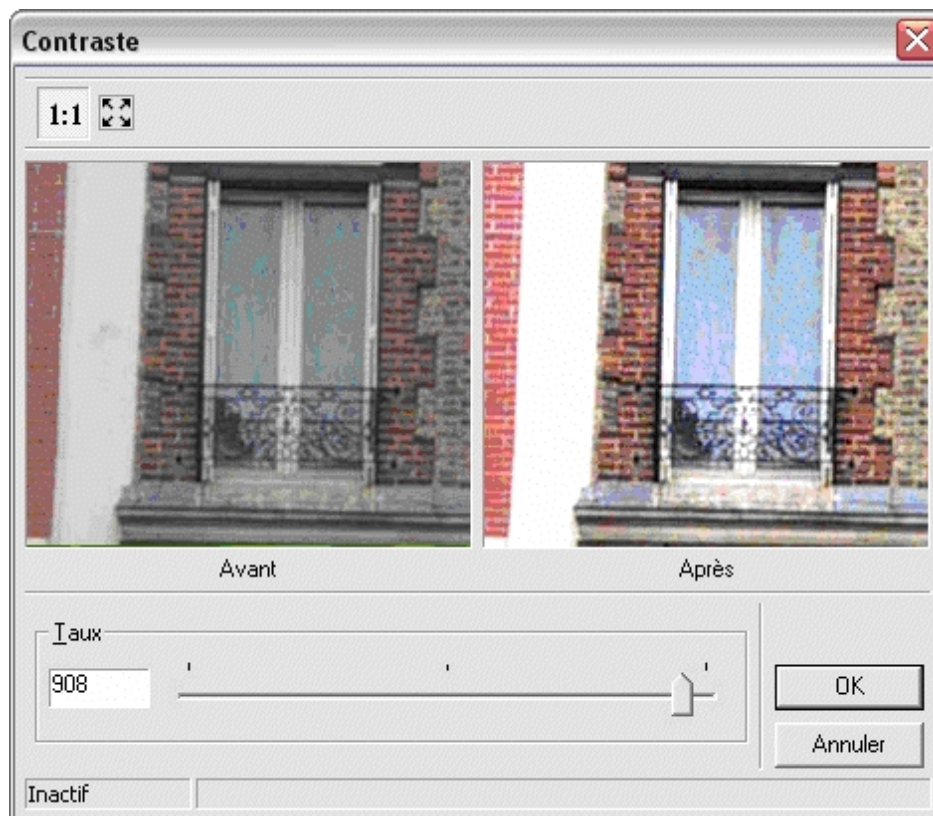 Contraste
1:1
Avant
Après
Taux
908
OK
Annuler
Inactif